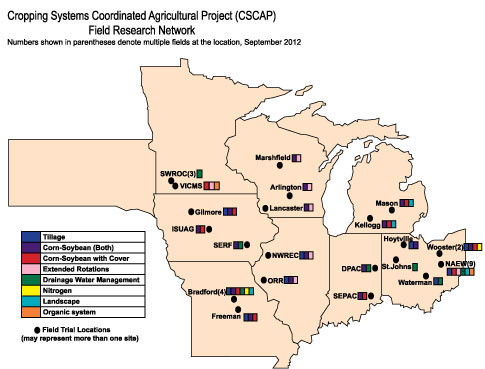 Cropping Systems Coordinated Agricultural Project (CSCAP)
Field Research Network
Numbers shown in parentheses denote multiple fields at the location, September 2012
Marshfield
SWROC(3)
VICMS
Arlington
Lancaster
Mason
Kellogg
Gilmore
ISUAG
SERF
Hoytville
Wooster(2)
NWREC
DPAC
St.Johns
NAEW(9)
ORR
Waterman
Bradford(4)
SEPAC
Freeman
Tillage
Corn-Soybean (Both)
Corn-Soybean with Cover
Extended Rotations
Drainage Water Management
Nitrogen
Landscape
Organic system
Field Trial Locations
(may represent more than one site)